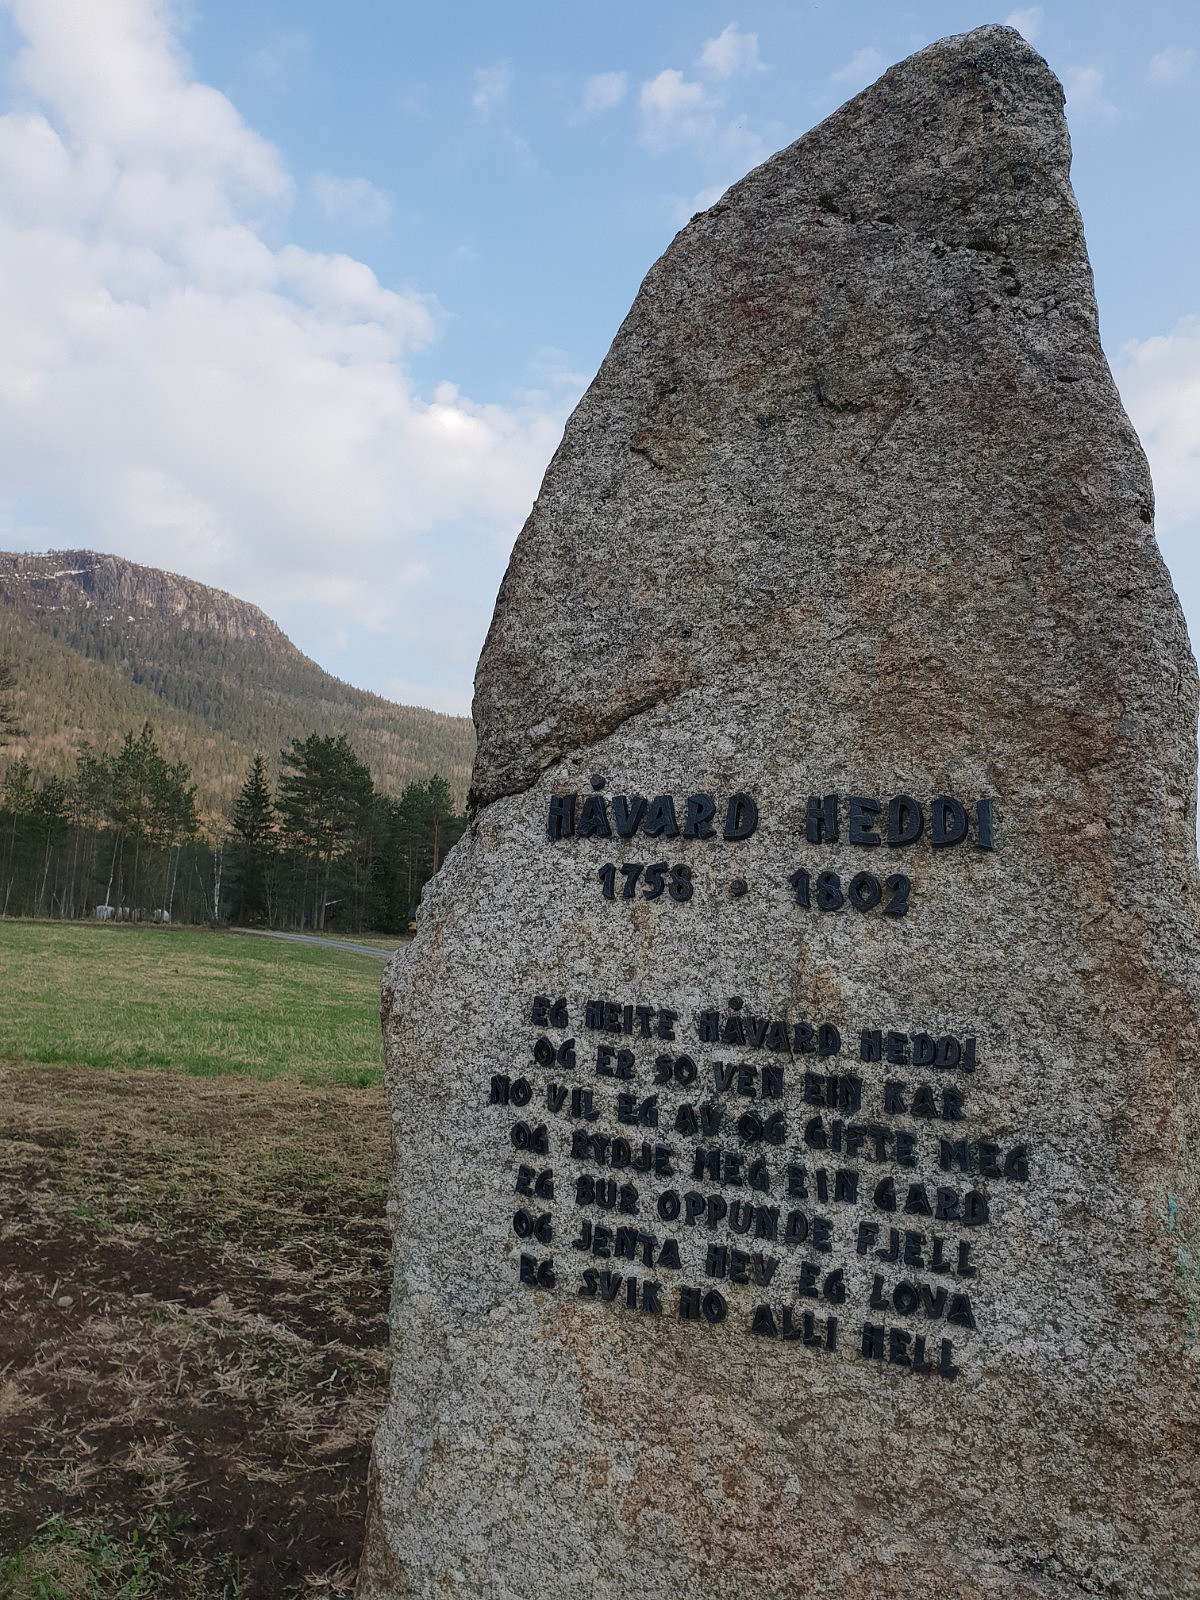 HÅVARD HEDDI
1758 • 1802
EG HEITE HÅVARD HEDDI
OG ER SO VEN EIN KAR
NO VIL EG AV OG GIFTE MEG
OG RYDJE MEG EIN GARD
EG BUR OPPUNDE FJELL
OG JENTA HEV EG LOVA
EG SVIK HO ALLI HELL